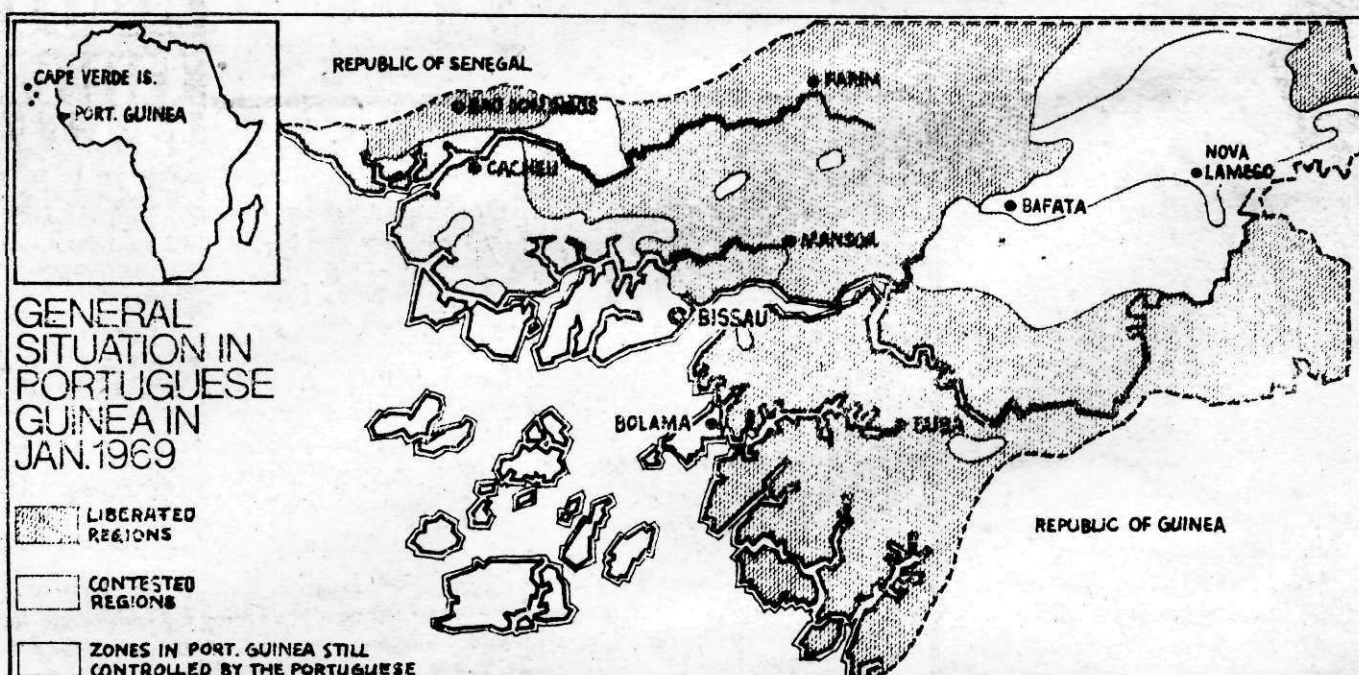 CAPE VERDE IS.
PORT. GUINEA
REPUBLIC OF SENEGAL
FARIM
CACHEU
NOVA
LAMEGO
BAFATA
MANSOA
BISSAU
GENERAL
SITUATION IN
PORTUGUESE
GUINEA IN
JAN.1969
BOLAMA
BUBA
LIBERATED
REGIONS
REPUBLIC OF GUINEA
CONTESTED
REGIONS
ZONES IN PORT. GUINEA STILL
CONTROLLED BY THE PORTUGUESE